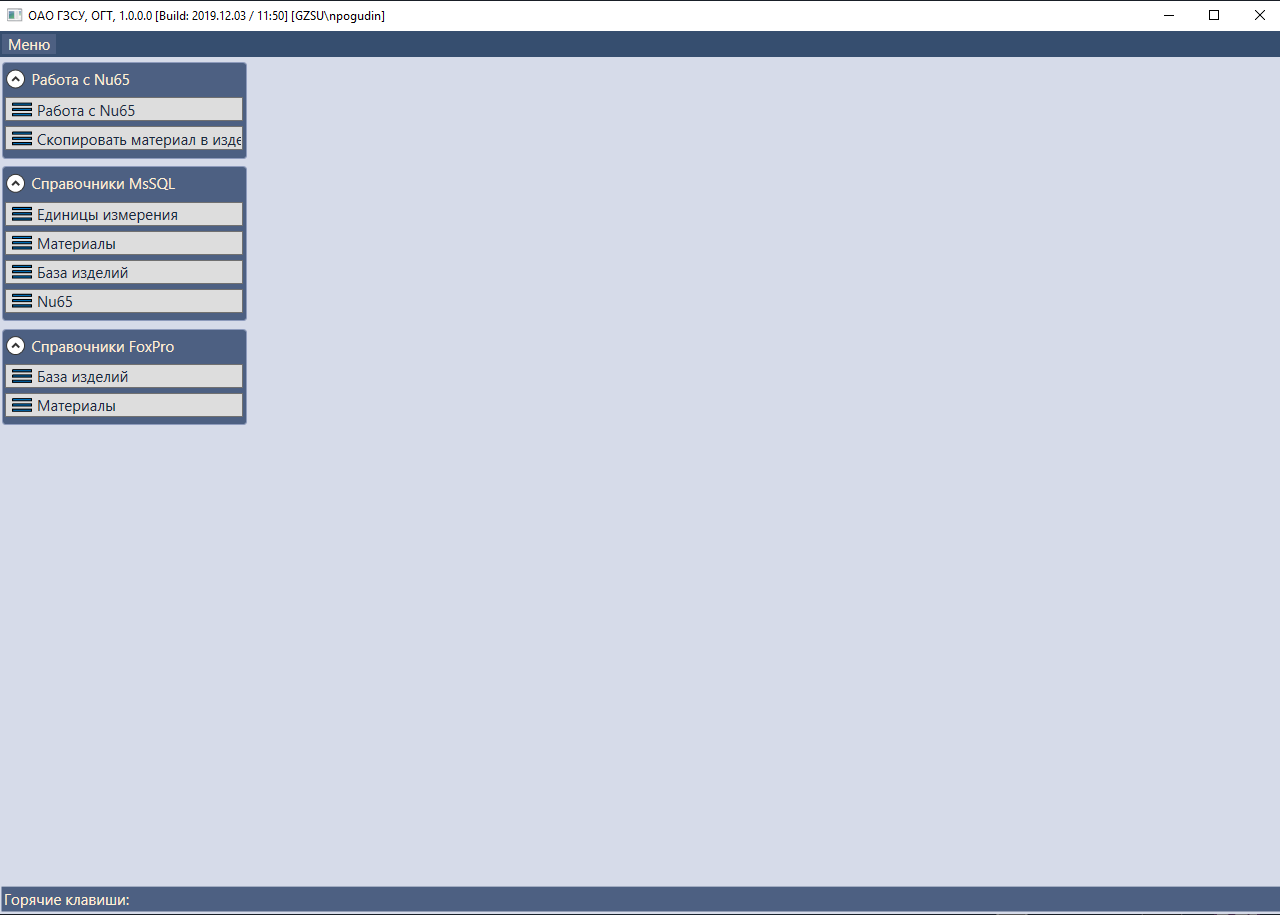 ОАО ГЗСУ, ОГТ, 1.0.0.0 [Build: 2019.12.03 / 11:50] [GZSU\npogudin]
Меню
Работа с Nu65
Работа с Nu65
Скопировать материал в изде
Справочники MsSQL
Единицы измерения
Материалы
База изделий
Nu65
Справочники FoxPro
База изделий
Материалы
Горячие клавиши: